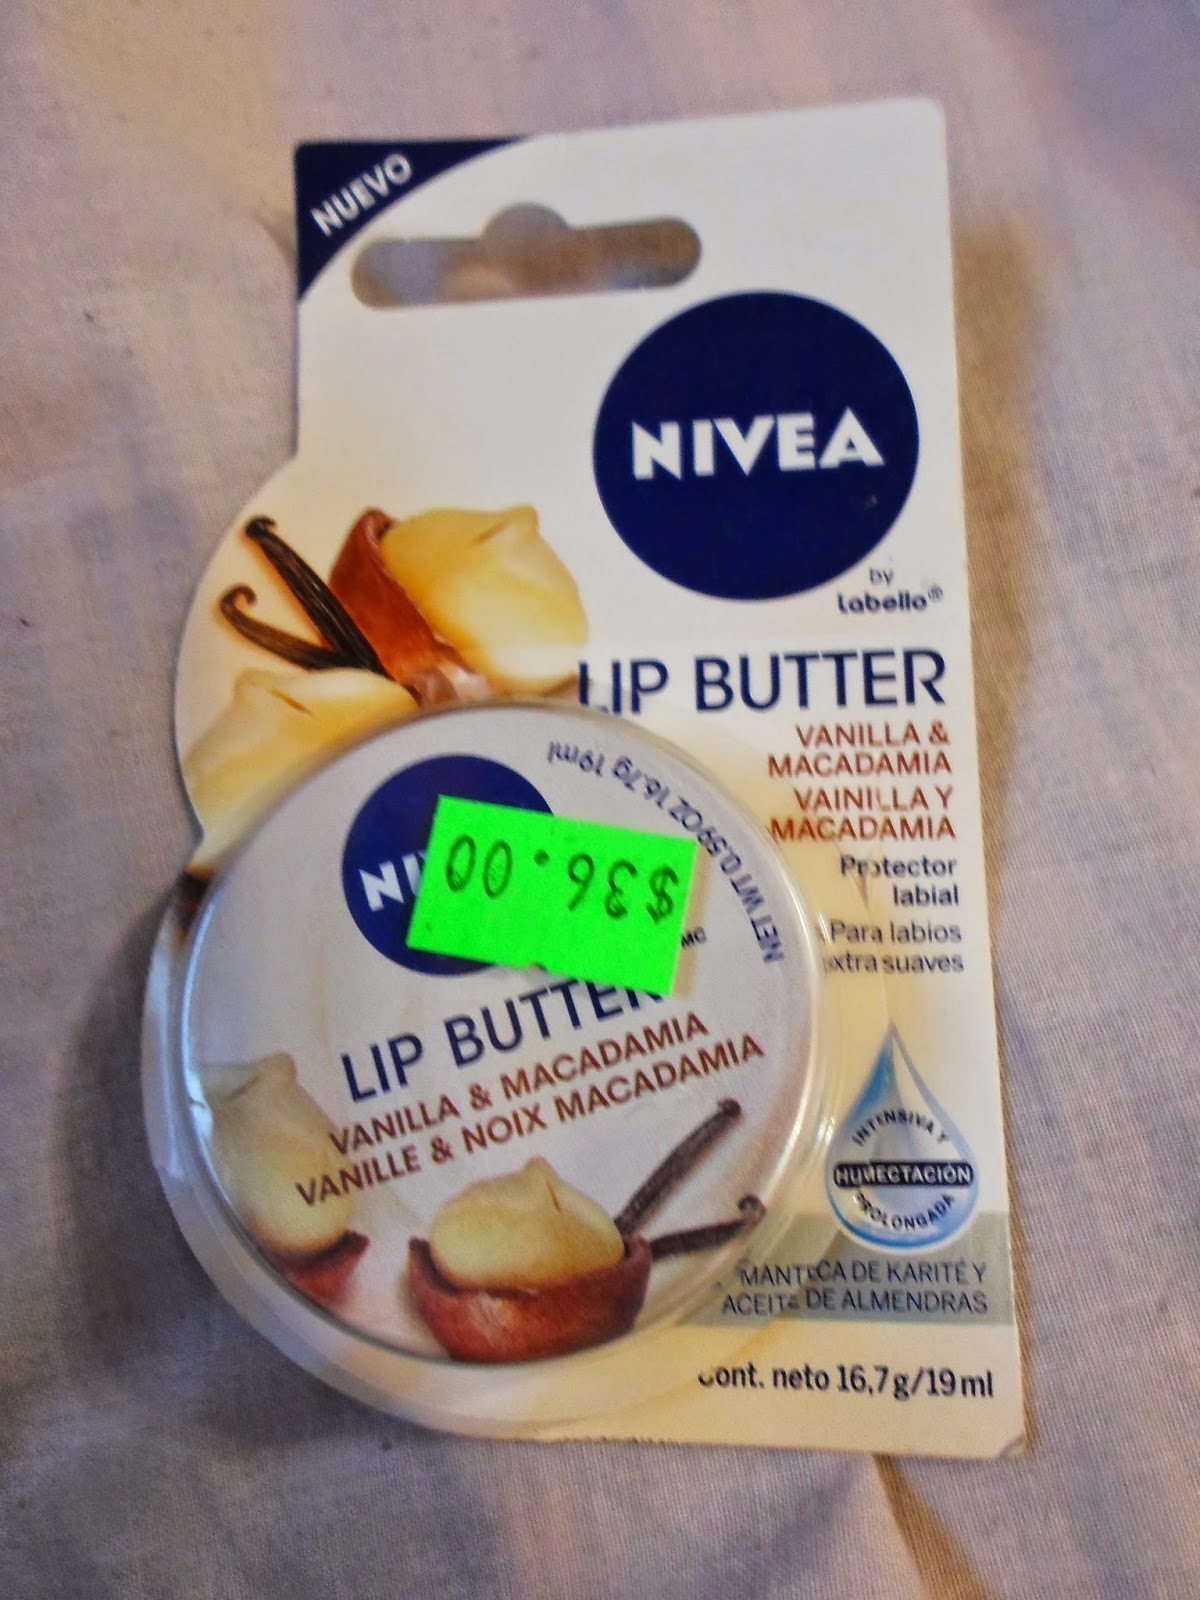 NUEVO
NIVEA
by
Labello®
LIP BUTTER
VANILLA &
MACADAMIA
VAINILLA Y
MACADAMIA
Protector
labial
Para labios
extra suaves
INTENSIVA Y
HUMECTACIÓN
PROLONGADA
MANTECA DE KARITÉ Y
ACEITE DE ALMENDRAS
Cont. neto 16,7g/19ml
NET WT 0.59OZ 16.7g 19ml
$36.00
MC
LIP BUTTER
VANILLA & MACADAMIA
VANILLE & NOIX MACADAMIA